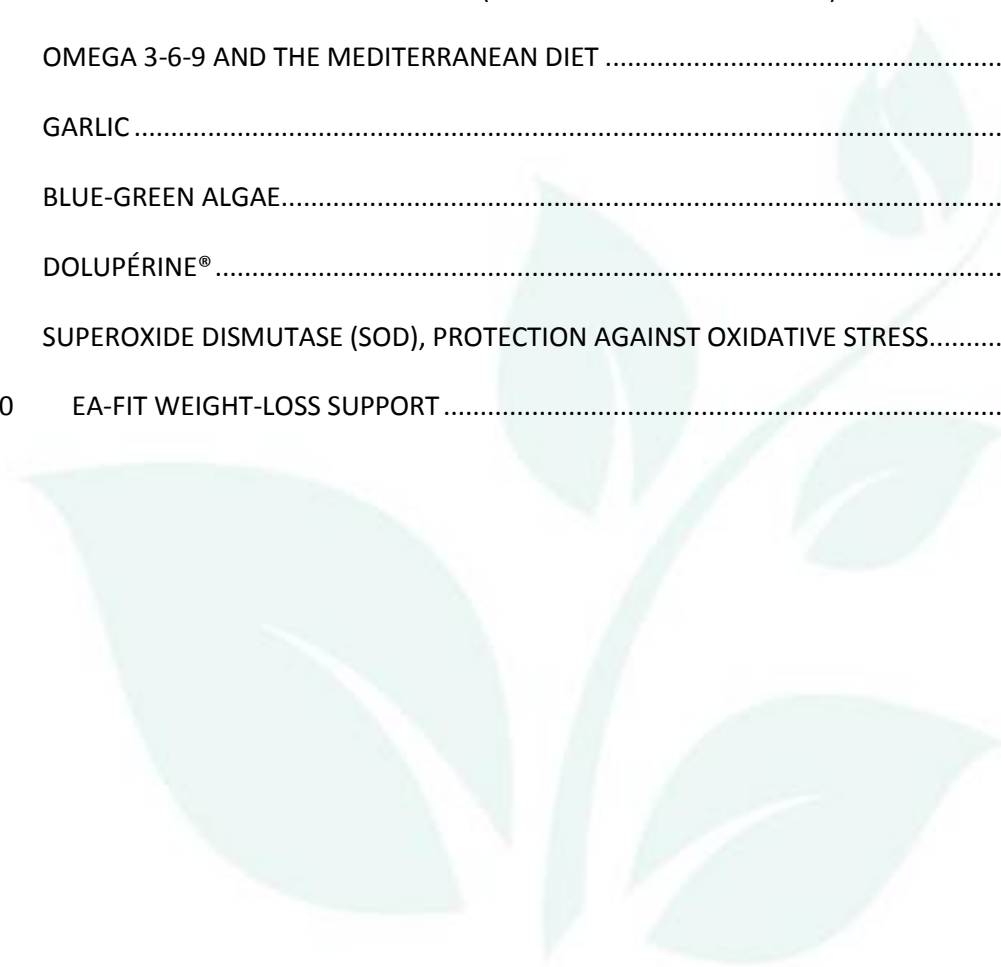 OMEGA 3-6-9 AND THE MEDITERRANEAN DIET ................................................
GARLIC ................................................................................................................
BLUE-GREEN ALGAE............................................................................................
DOLUPÉRINE® .....................................................................................................
SUPEROXIDE DISMUTASE (SOD), PROTECTION AGAINST OXIDATIVE STRESS..........
0 EA-FIT WEIGHT-LOSS SUPPORT .......................................................................